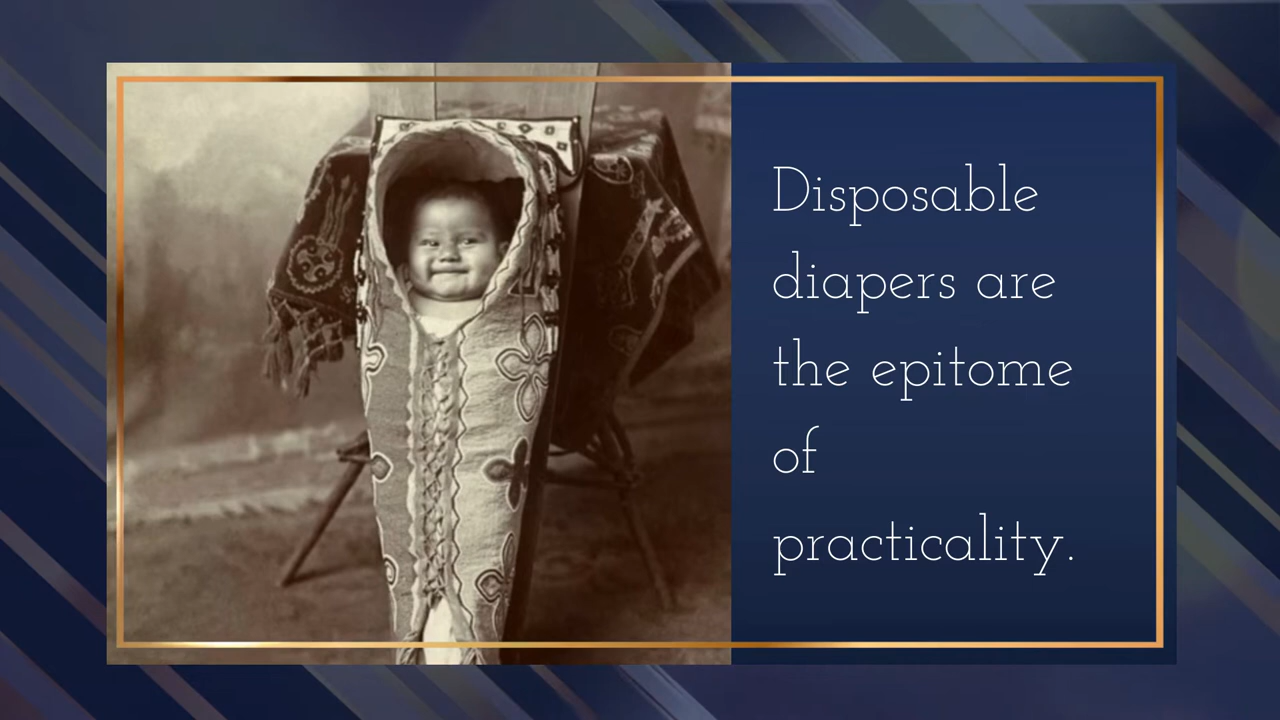 Disposable
diapers are
the epitome
of
practicality.